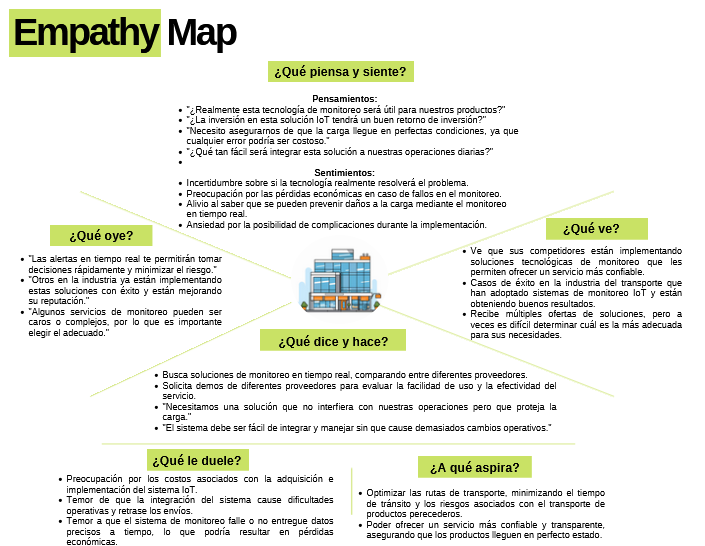 Empathy Map
¿Qué piensa y siente?
Pensamientos:
"¿Realmente esta tecnología de monitoreo será útil para nuestros productos?"
"¿La inversión en esta solución IoT tendrá un buen retorno de inversión?"
"Necesito asegurarnos de que la carga llegue en perfectas condiciones, ya que
cualquier error podría ser costoso."
"¿Qué tan fácil será integrar esta solución a nuestras operaciones diarias?"
Sentimientos:
Incertidumbre sobre si la tecnología realmente resolverá el problema.
Preocupación por las pérdidas económicas en caso de fallos en el monitoreo.
Alivio al saber que se pueden prevenir daños a la carga mediante el monitoreo
en tiempo real.
Ansiedad por la posibilidad de complicaciones durante la implementación.
¿Qué oye?
"Las alertas en tiempo real te permitirán tomar
decisiones rápidamente y minimizar el riesgo."
"Otros en la industria ya están implementando
estas soluciones con éxito y están mejorando
su reputación."
"Algunos servicios de monitoreo pueden ser
caros o complejos, por lo que es importante
elegir el adecuado."
¿Qué ve?
Ve que sus competidores están implementando
soluciones tecnológicas de monitoreo que les
permiten ofrecer un servicio más confiable.
Casos de éxito en la industria del transporte que
han adoptado sistemas de monitoreo IoT y están
obteniendo buenos resultados.
Recibe múltiples ofertas de soluciones, pero a
veces es difícil determinar cuál es la más adecuada
para sus necesidades.
¿Qué dice y hace?
Busca soluciones de monitoreo en tiempo real, comparando entre diferentes proveedores.
Solicita demos de diferentes proveedores para evaluar la facilidad de uso y la efectividad del
servicio.
"Necesitamos una solución que no interfiera con nuestras operaciones pero que proteja la
carga."
"El sistema debe ser fácil de integrar y manejar sin que cause demasiados cambios operativos."
¿Qué le duele?
Preocupación por los costos asociados con la adquisición e
implementación del sistema IoT.
Temor de que la integración del sistema cause dificultades
operativas y retrase los envíos.
Temor a que el sistema de monitoreo falle o no entregue datos
precisos a tiempo, lo que podría resultar en pérdidas
económicas.
¿A qué aspira?
Optimizar las rutas de transporte, minimizando el tiempo
de tránsito y los riesgos asociados con el transporte de
productos perecederos.
Poder ofrecer un servicio más confiable y transparente,
asegurando que los productos lleguen en perfecto estado.